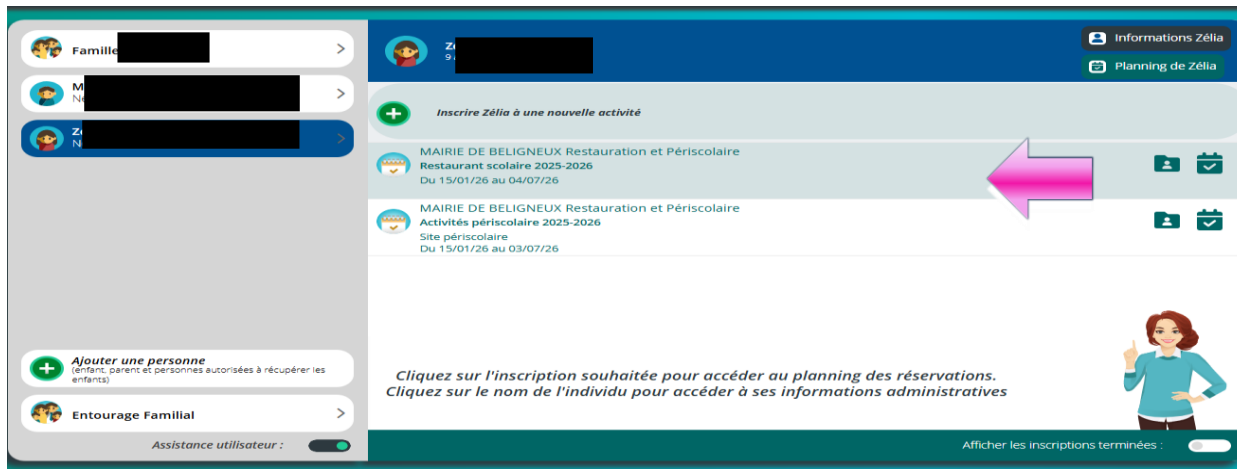 Famille
M
Ne
Zé
N
Ajouter une personne
(enfant, parent et personnes autorisées à récupérer les
enfants)
Entourage Familial
Assistance utilisateur :
Zé
9
Informations Zélia
Planning de Zélia
Inscrire Zélia à une nouvelle activité
MAIRIE DE BELIGNEUX Restauration et Périscolaire
Restaurant scolaire 2025-2026
Du 15/01/26 au 04/07/26
MAIRIE DE BELIGNEUX Restauration et Périscolaire
Activités périscolaire 2025-2026
Site périscolaire
Du 15/01/26 au 03/07/26
Cliquez sur l'inscription souhaitée pour accéder au planning des réservations.
Cliquez sur le nom de l'individu pour accéder à ses informations administratives
Afficher les inscriptions terminées :